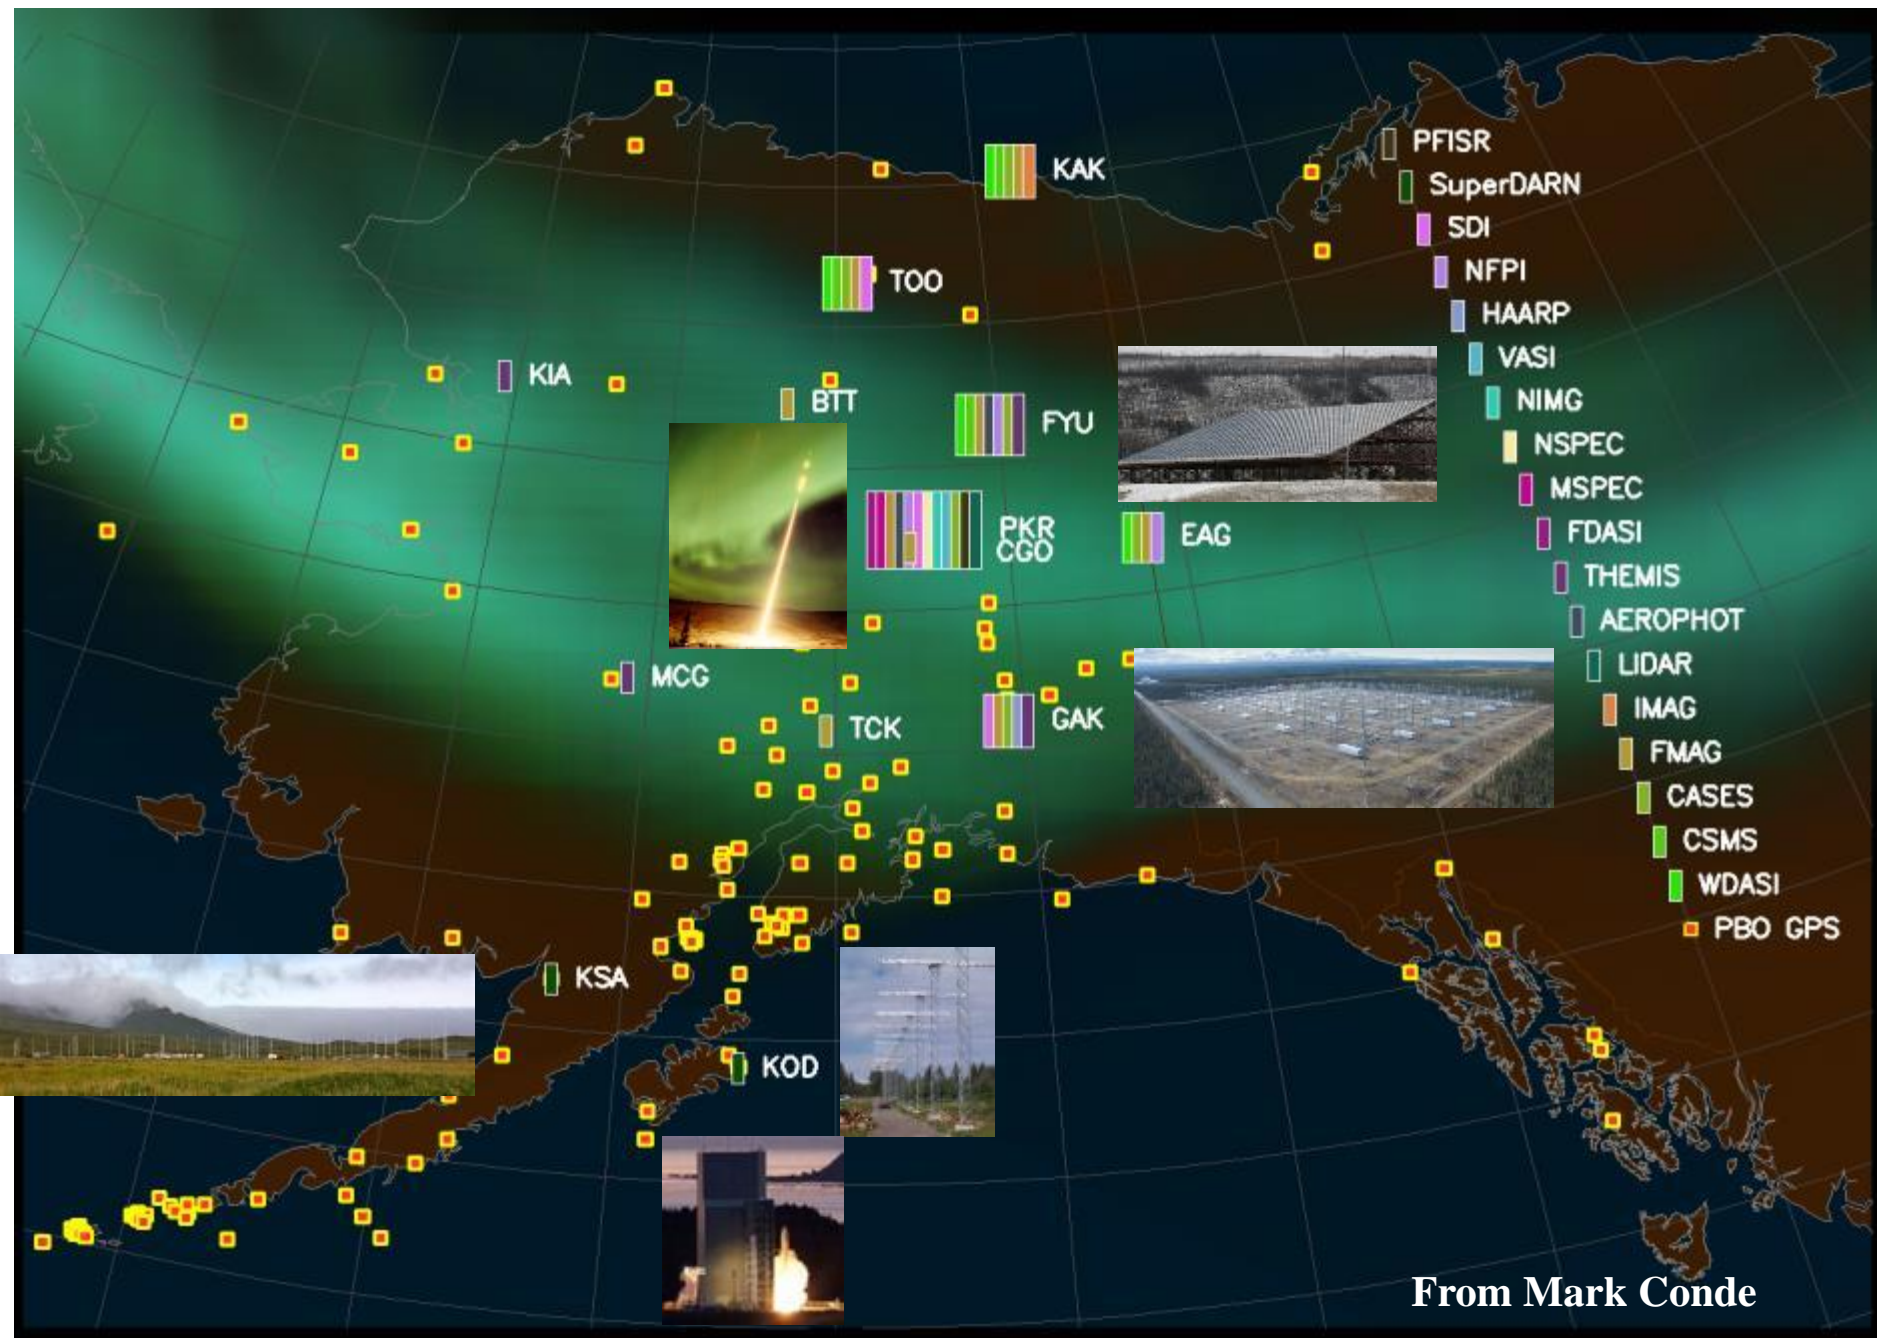 KAK
TOO
KIA
BTT
FYU
PKR
CGO
EAG
MCG
TCK
GAK
KSA
KOD
PFISR
SuperDARN
SDI
NFPI
HAARP
VASI
NIMG
NSPEC
MSPEC
FDASI
THEMIS
AEROPHOT
LIDAR
IMAG
FMAG
CASES
CSMS
WDASI
PBO GPS
From Mark Conde